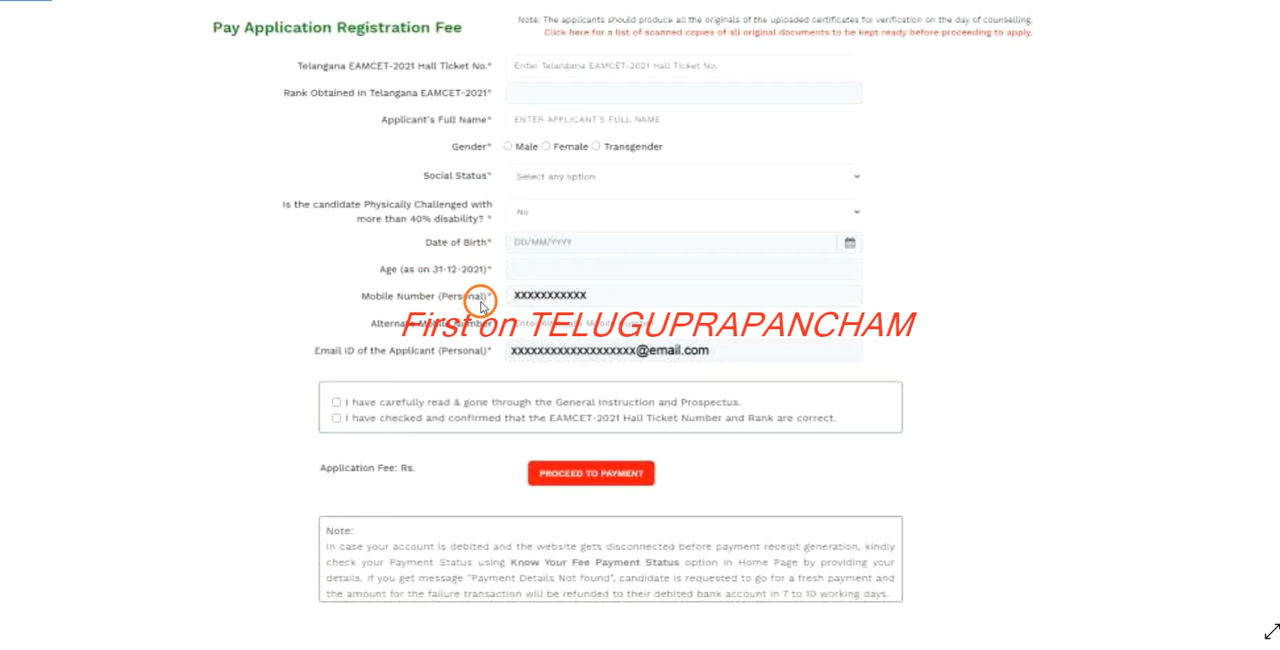 Pay Application Registration Fee
Note: The applicants should produce all the originals of the uploaded certificates for verification on the day of counselling.
Click here for a list of scanned copies of all original documents to be kept ready before proceeding to apply.
Telangana EAMCET-2021 Hall Ticket No.* Enter Telangana EAMCET-2021 Hall Ticket No.
Rank Obtained in Telangana EAMCET-2021*
Applicant's Full Name* ENTER APPLICANT'S FULL NAME
Gender* Male Female Transgender
Social Status* Select any option
Is the candidate Physically Challenged with
more than 40% disability? * No
Date of Birth* DD/MM/YYYY
Age (as on 31-12-2021)*
Mobile Number (Personal)* xxxxxxxxxxx
Alternate Mobile Number
First on TELUGUPRAPANCHAM
Email ID of the Applicant (Personal)* xxxxxxxxxxxxxxxxxxx@email.com
I have carefully read & gone through the General Instruction and Prospectus.
I have checked and confirmed that the EAMCET-2021 Hall Ticket Number and Rank are correct.
Application Fee: Rs. PROCEED TO PAYMENT
Note:
In case your account is debited and the website gets disconnected before payment receipt generation, kindly
check your Payment Status using Know Your Fee Payment Status option in Home Page by providing your
details. If you get message "Payment Details Not found", candidate is requested to go for a fresh payment and
the amount for the failure transaction will be refunded to their debited bank account in 7 to 10 working days.